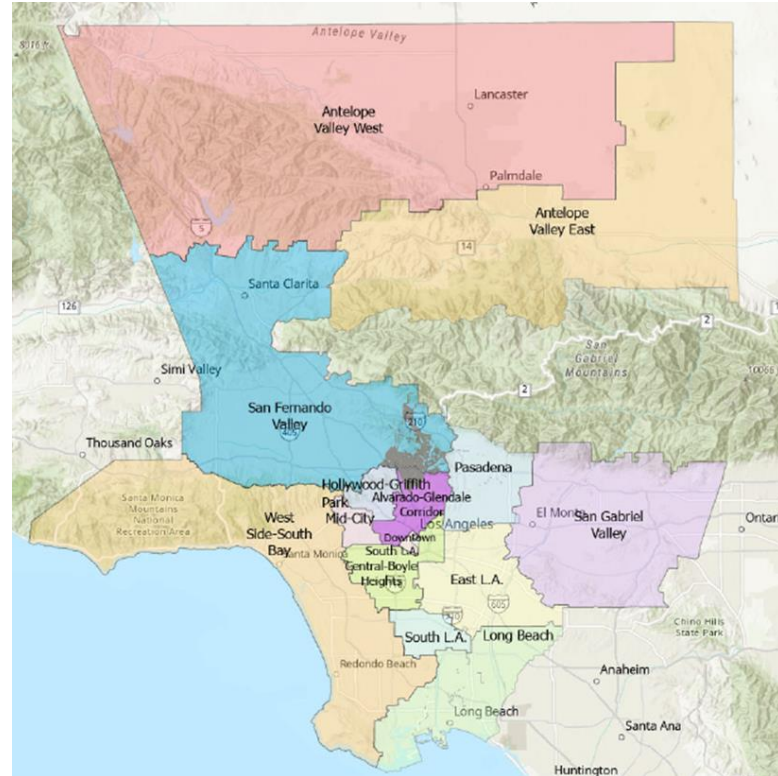 Antelope Valley
8016 ft
Lancaster
Antelope
Valley West
Palmdale
Antelope
Valley East
5
14
Santa Clarita
126
2
San
Gabriel
Mountains
10066
Simi Valley
2
San Fernando
Valley
405
210
Thousand Oaks
Pasadena
Santa Monica
Mountains
National
Recreation Area
Hollywood-Griffith
Park
Alvarado-Glendale
Corridor
Mid-City
West
Side-South
Bay
Santa Monica
Los Angeles
El Monte
San Gabriel
Valley
Ontar
Downtown
South L.A.
Central-Boyle
Heights
East L.A.
605
Chino Hills
State Park
South L.A.
Long Beach
Redondo Beach
Anaheim
Long Beach
Santa Ana
Huntington